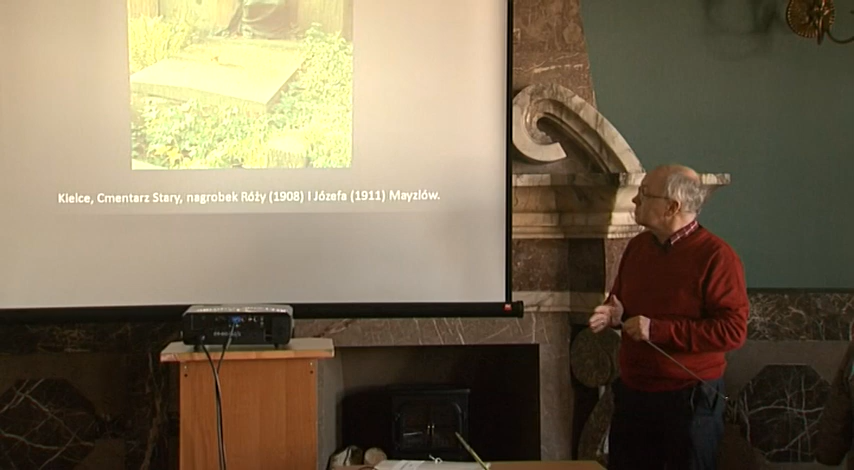 Kielce, Cmentarz Stary, nagrobek Róży (1908) i Józefa (1911) Mayzlów.